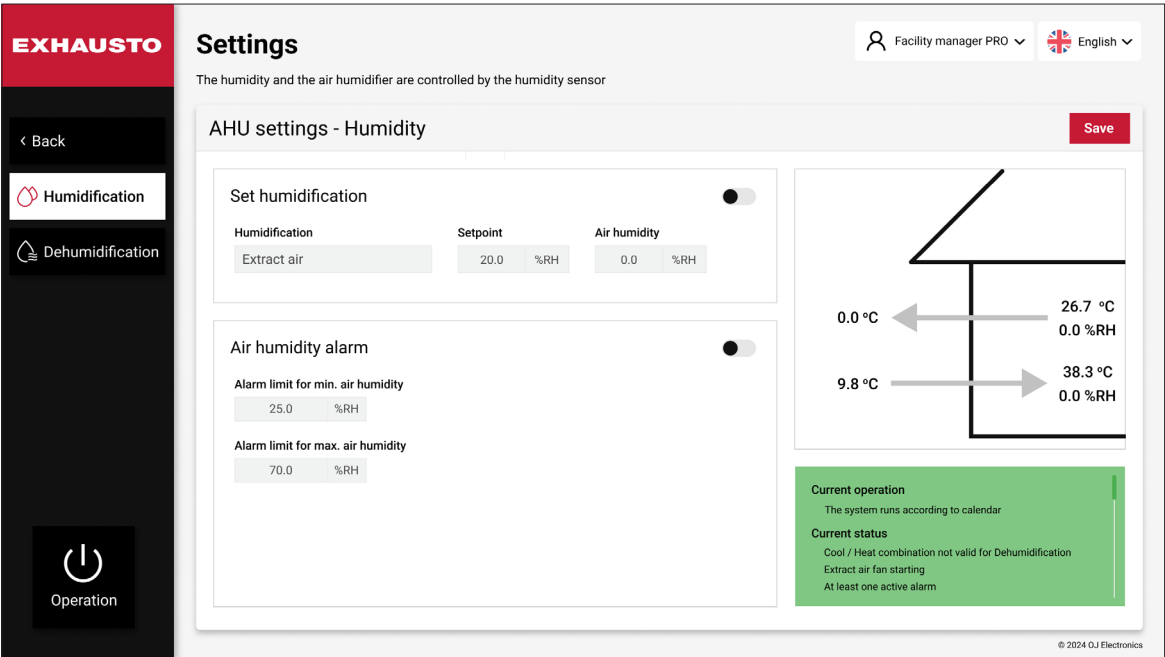 EXHAUSTO
Settings
Facility manager PRO
English
The humidity and the air humidifier are controlled by the humidity sensor
< Back
Humidification
Dehumidification
Operation
AHU settings - Humidity
Save
Set humidification
Humidification Setpoint Air humidity
Extract air 20.0 %RH 0.0 %RH
Air humidity alarm
Alarm limit for min. air humidity
25.0 %RH
Alarm limit for max. air humidity
70.0 %RH
0.0 ºC
26.7 ºC
0.0 %RH
9.8 ºC
38.3 ºC
0.0 %RH
Current operation
The system runs according to calendar
Current status
Cool / Heat combination not valid for Dehumidification
Extract air fan starting
At least one active alarm
© 2024 OJ Electronics